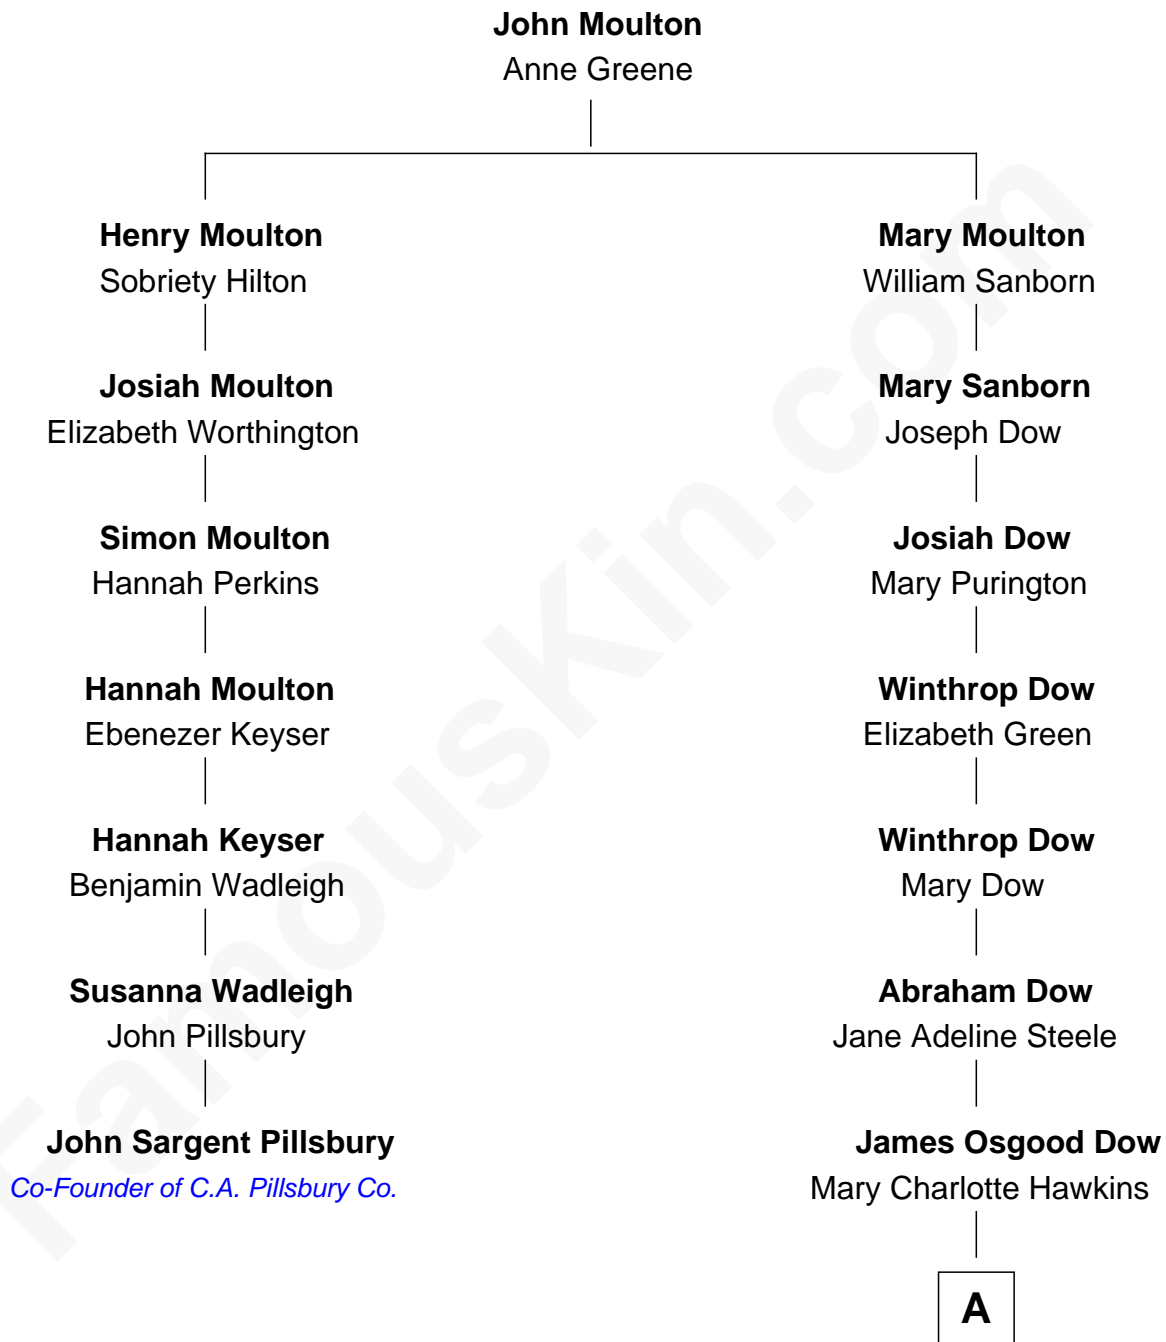 John Moulton
Anne Greene
Henry Moulton
Sobriety Hilton
Mary Moulton
William Sanborn
Josiah Moulton
Elizabeth Worthington
Mary Sanborn
Joseph Dow
Simon Moulton
Hannah Perkins
Josiah Dow
Mary Purington
Hannah Moulton
Ebenezer Keyser
Winthrop Dow
Elizabeth Green
Hannah Keyser
Benjamin Wadleigh
Winthrop Dow
Mary Dow
Susanna Wadleigh
John Pillsbury
Abraham Dow
Jane Adeline Steele
John Sargent Pillsbury
Co-Founder of C.A. Pillsbury Co.
James Osgood Dow
Mary Charlotte Hawkins
A
FamousKin.com